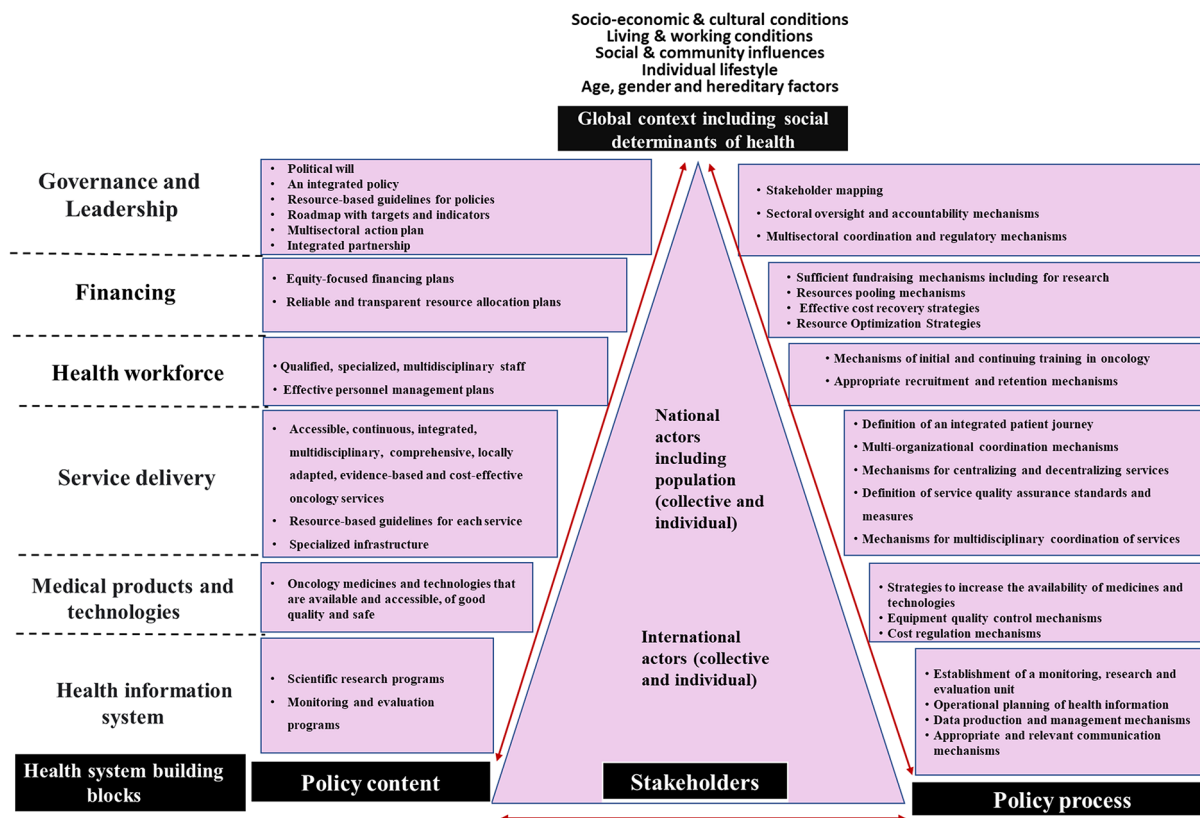 Socio-economic & cultural conditions
Living & working conditions
Social & community influences
Individual lifestyle
Age, gender and hereditary factors
Global context including social
determinants of health
Governance and
Leadership
• Political will
• An integrated policy
• Resource-based guidelines for policies
• Roadmap with targets and indicators
• Multisectoral action plan
• Integrated partnership
• Stakeholder mapping
• Sectoral oversight and accountability mechanisms
• Multisectoral coordination and regulatory mechanisms
Financing
• Equity-focused financing plans
• Reliable and transparent resource allocation plans
• Sufficient fundraising mechanisms including for research
• Resources pooling mechanisms
• Effective cost recovery strategies
• Resource Optimization Strategies
Health workforce
• Qualified, specialized, multidisciplinary staff
• Effective personnel management plans
• Mechanisms of initial and continuing training in oncology
• Appropriate recruitment and retention mechanisms
Service delivery
• Accessible, continuous, integrated,
multidisciplinary, comprehensive, locally
adapted, evidence-based and cost-effective
oncology services
• Resource-based guidelines for each service
• Specialized infrastructure
National
actors
including
population
(collective and
individual)
• Definition of an integrated patient journey
• Multi-organizational coordination mechanisms
• Mechanisms for centralizing and decentralizing services
• Definition of service quality assurance standards and
measures
• Mechanisms for multidisciplinary coordination of services
Medical products and
technologies
• Oncology medicines and technologies that
are available and accessible, of good
quality and safe
• Strategies to increase the availability of medicines and
technologies
• Equipment quality control mechanisms
• Cost regulation mechanisms
Health information
system
• Scientific research programs
• Monitoring and evaluation
programs
International
actors (collective
and individual)
• Establishment of a monitoring, research and
evaluation unit
• Operational planning of health information
• Data production and management mechanisms
• Appropriate and relevant communication
mechanisms
Health system building
blocks
Policy content
Stakeholders
Policy process